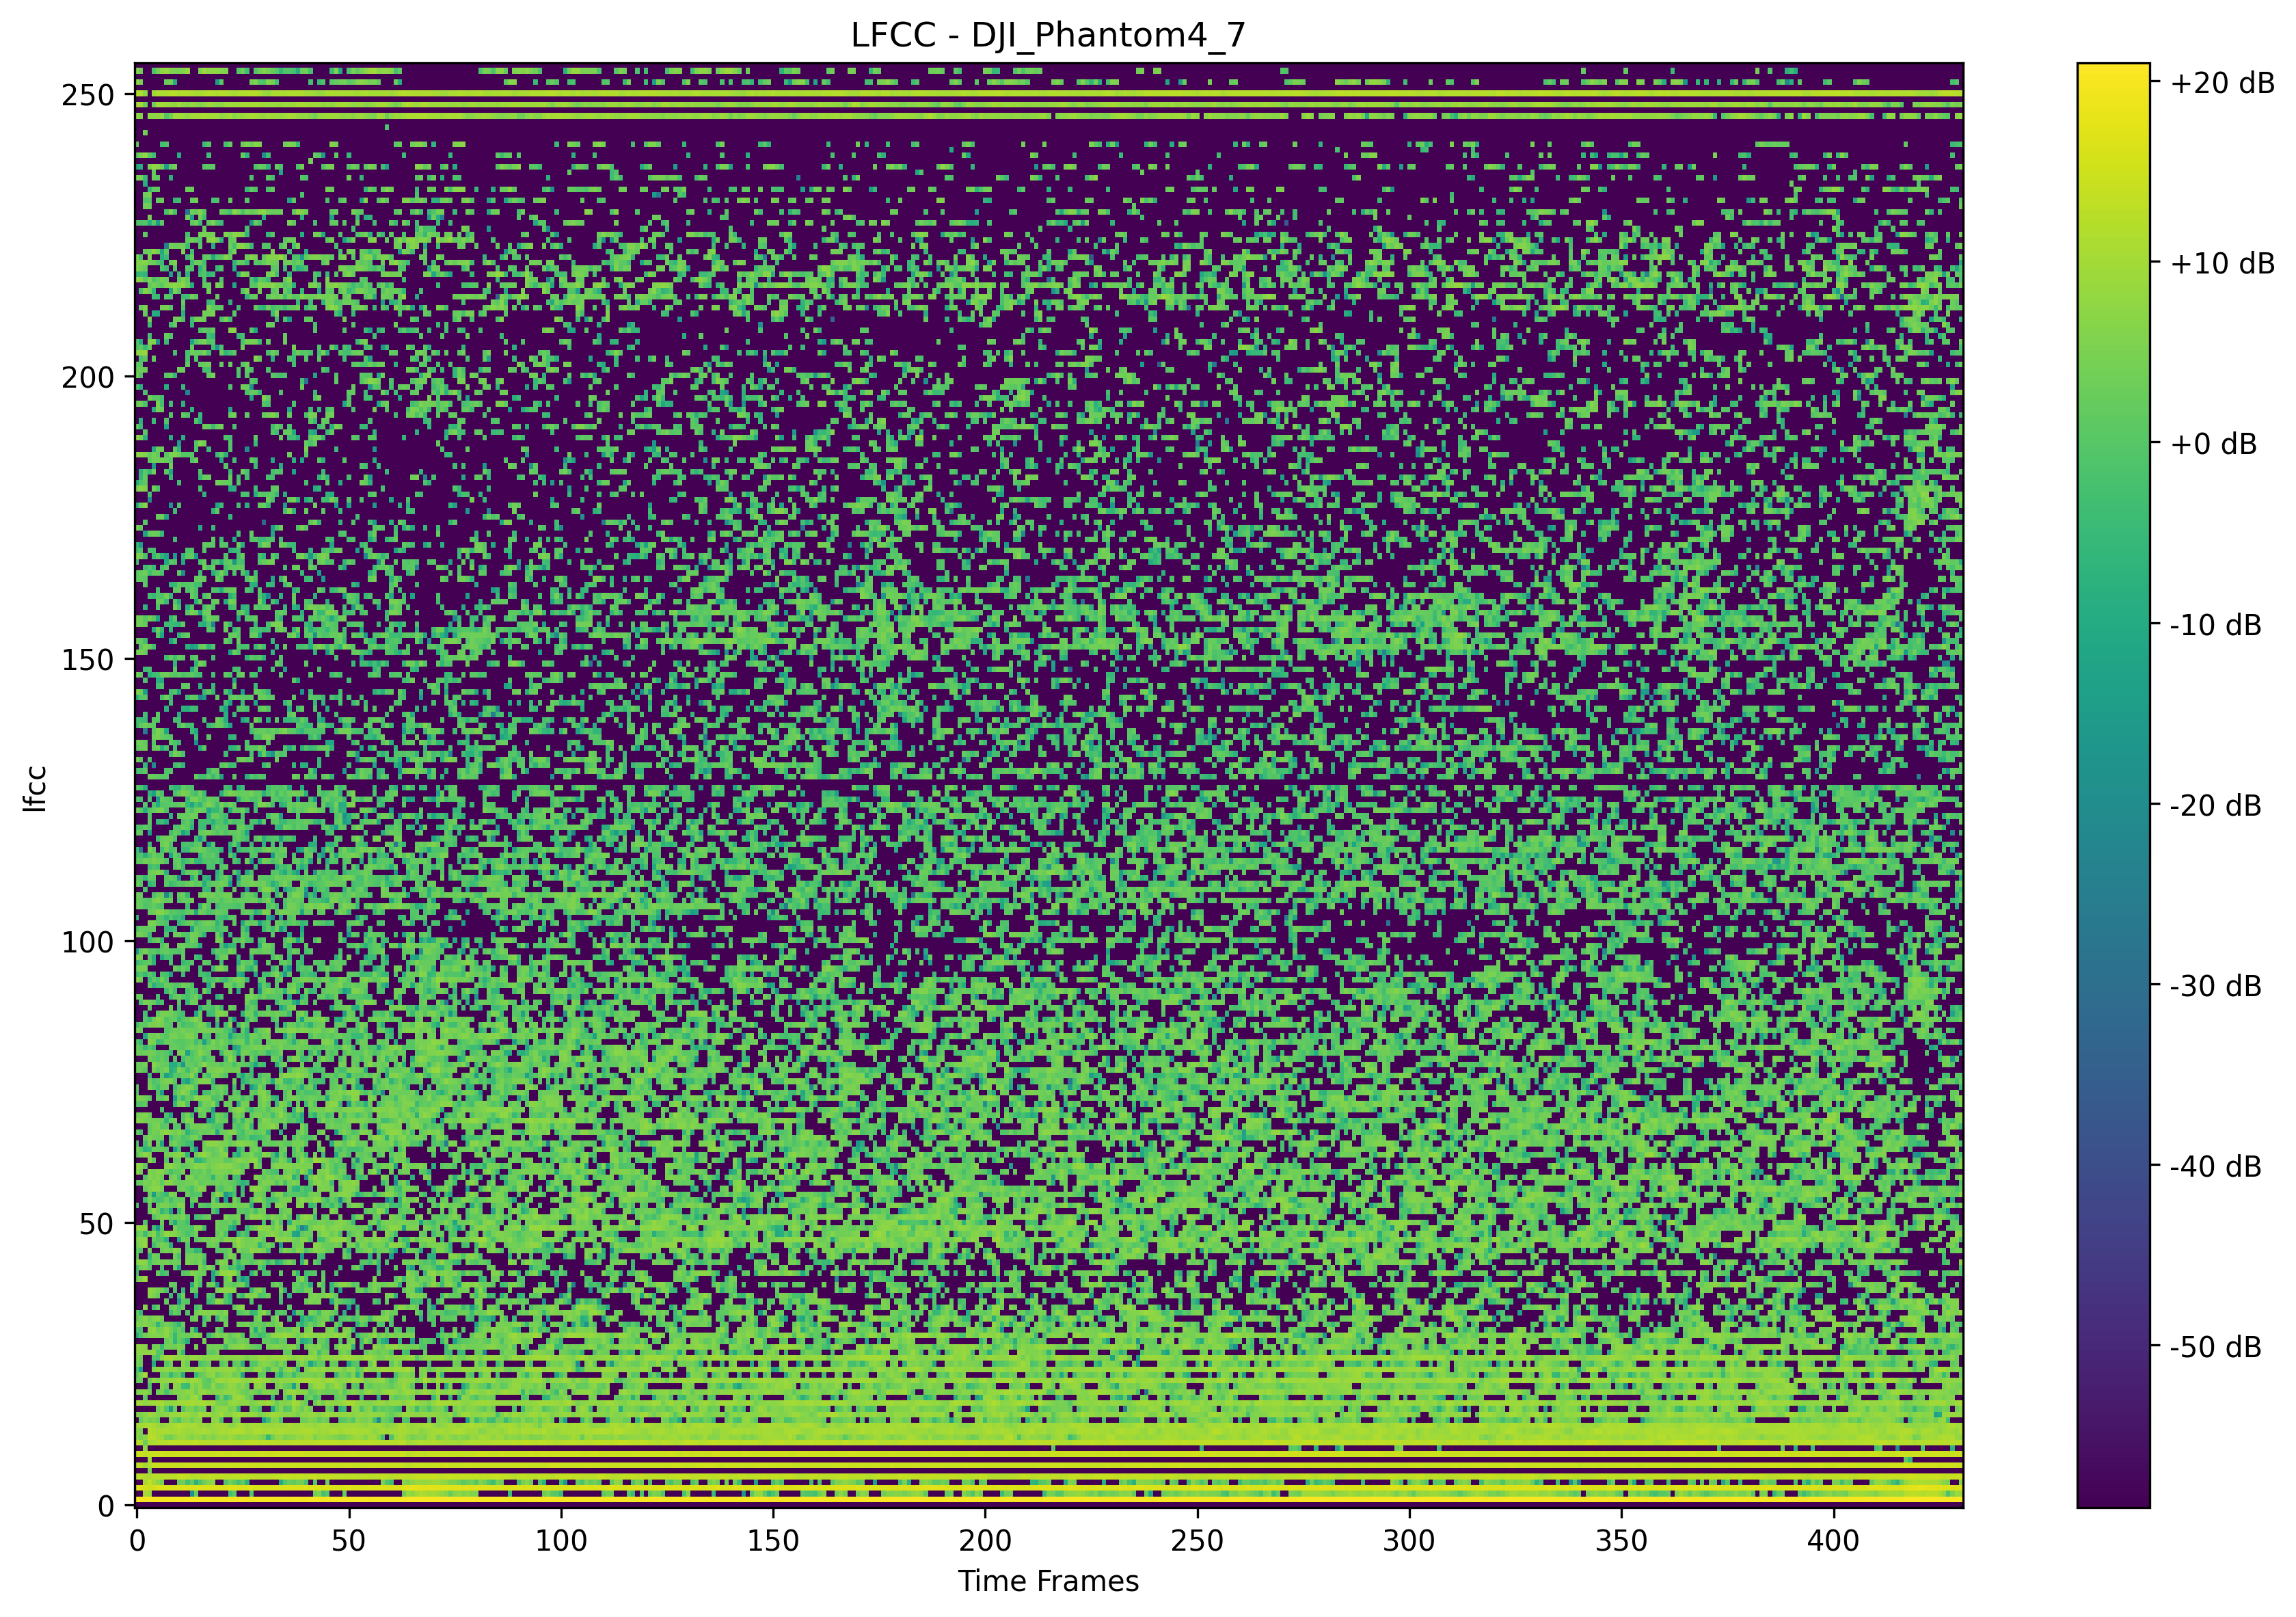 LFCC - DJI_Phantom4_7
250
200
150
100
50
0
lfcc
0 50 100 150 200 250 300 350 400
Time Frames
+20 dB
+10 dB
+0 dB
-10 dB
-20 dB
-30 dB
-40 dB
-50 dB